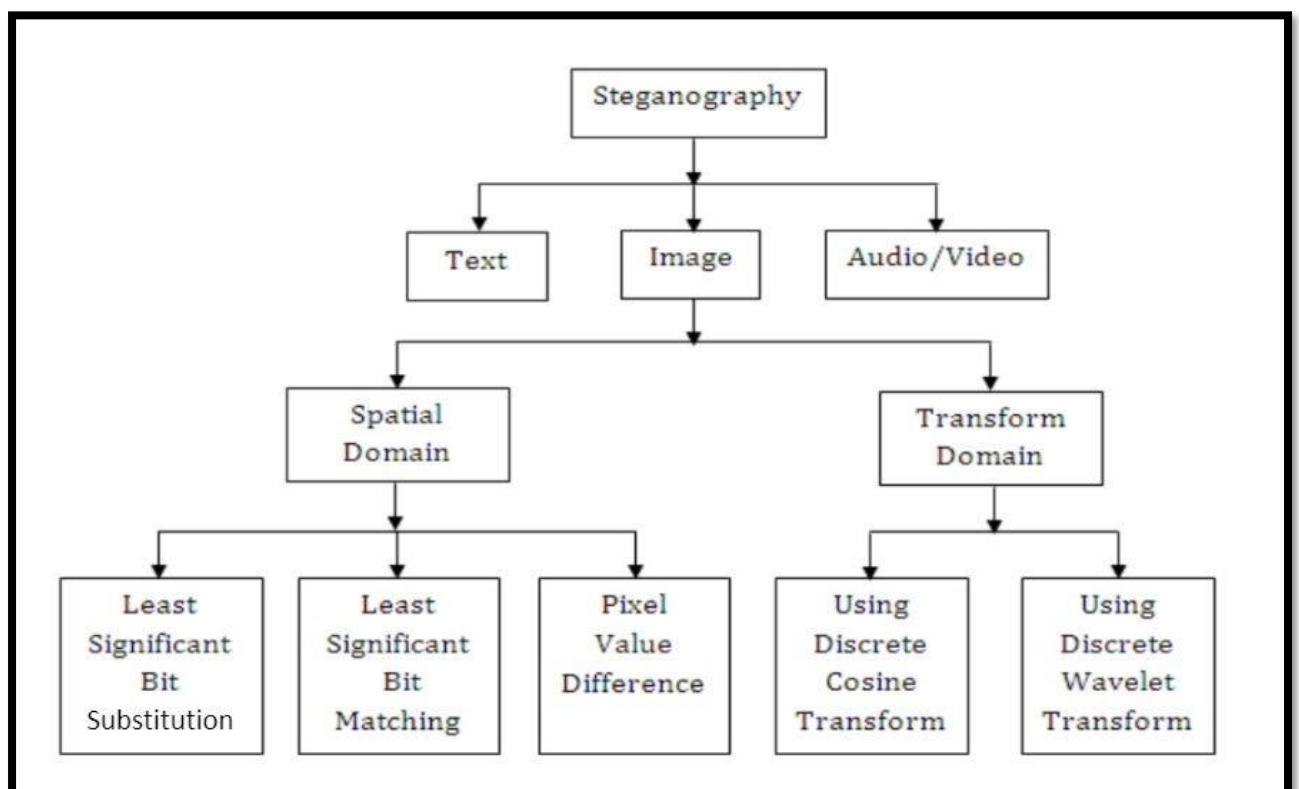 Steganography
Text
Image
Audio/Video
Spatial
Domain
Transform
Domain
Least
Significant
Bit
Substitution
Least
Significant
Bit
Matching
Pixel
Value
Difference
Using
Discrete
Cosine
Transform
Using
Discrete
Wavelet
Transform